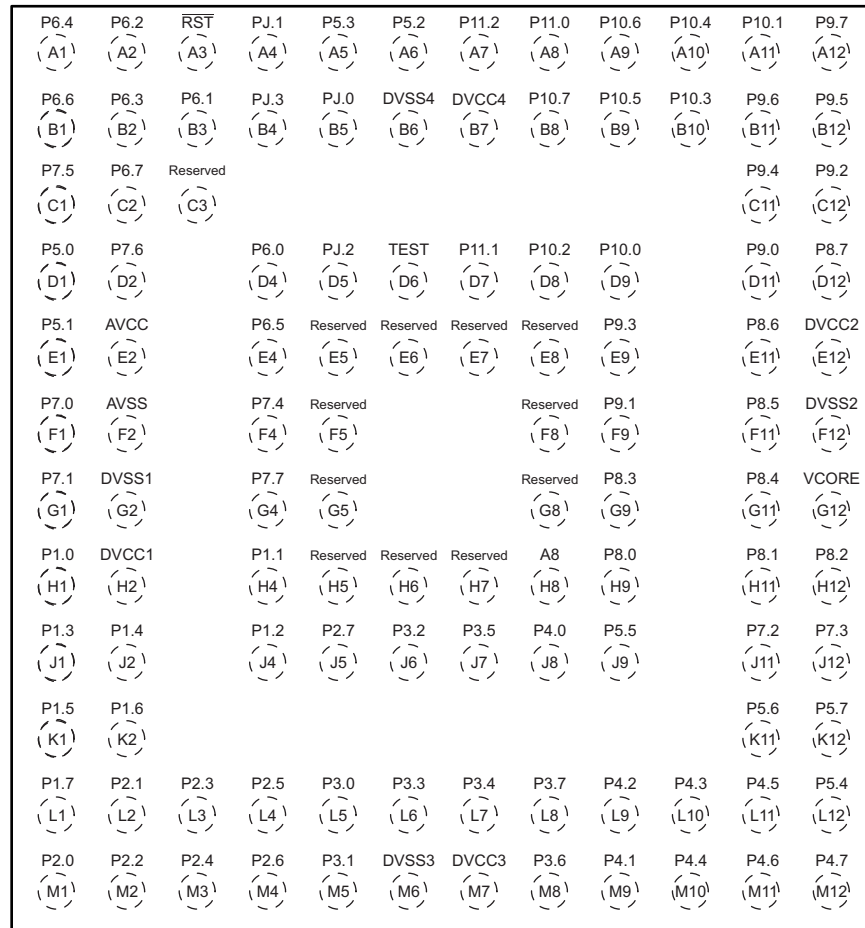 P6.4 P6.2 RST PJ.1 P5.3 P5.2 P11.2 P11.0 P10.6 P10.4 P10.1 P9.7
A1 A2 A3 A4 A5 A6 A7 A8 A9 A10 A11 A12
P6.6 P6.3 P6.1 PJ.3 PJ.0 DVSS4 DVCC4 P10.7 P10.5 P10.3 P9.6 P9.5
B1 B2 B3 B4 B5 B6 B7 B8 B9 B10 B11 B12
P7.5 P6.7 Reserved P9.4 P9.2
C1 C2 C3 C11 C12
P5.0 P7.6 P6.0 PJ.2 TEST P11.1 P10.2 P10.0 P9.0 P8.7
D1 D2 D4 D5 D6 D7 D8 D9 D11 D12
P5.1 AVCC P6.5 Reserved Reserved Reserved Reserved P9.3 P8.6 DVCC2
E1 E2 E4 E5 E6 E7 E8 E9 E11 E12
P7.0 AVSS P7.4 Reserved Reserved P9.1 P8.5 DVSS2
F1 F2 F4 F5 F8 F9 F11 F12
P7.1 DVSS1 P7.7 Reserved Reserved P8.3 P8.4 VCORE
G1 G2 G4 G5 G8 G9 G11 G12
P1.0 DVCC1 P1.1 Reserved Reserved Reserved A8 P8.0 P8.1 P8.2
H1 H2 H4 H5 H6 H7 H8 H9 H11 H12
P1.3 P1.4 P1.2 P2.7 P3.2 P3.5 P4.0 P5.5 P7.2 P7.3
J1 J2 J4 J5 J6 J7 J8 J9 J11 J12
P1.5 P1.6 P5.6 P5.7
K1 K2 K11 K12
P1.7 P2.1 P2.3 P2.5 P3.0 P3.3 P3.4 P3.7 P4.2 P4.3 P4.5 P5.4
L1 L2 L3 L4 L5 L6 L7 L8 L9 L10 L11 L12
P2.0 P2.2 P2.4 P2.6 P3.1 DVSS3 DVCC3 P3.6 P4.1 P4.4 P4.6 P4.7
M1 M2 M3 M4 M5 M6 M7 M8 M9 M10 M11 M12